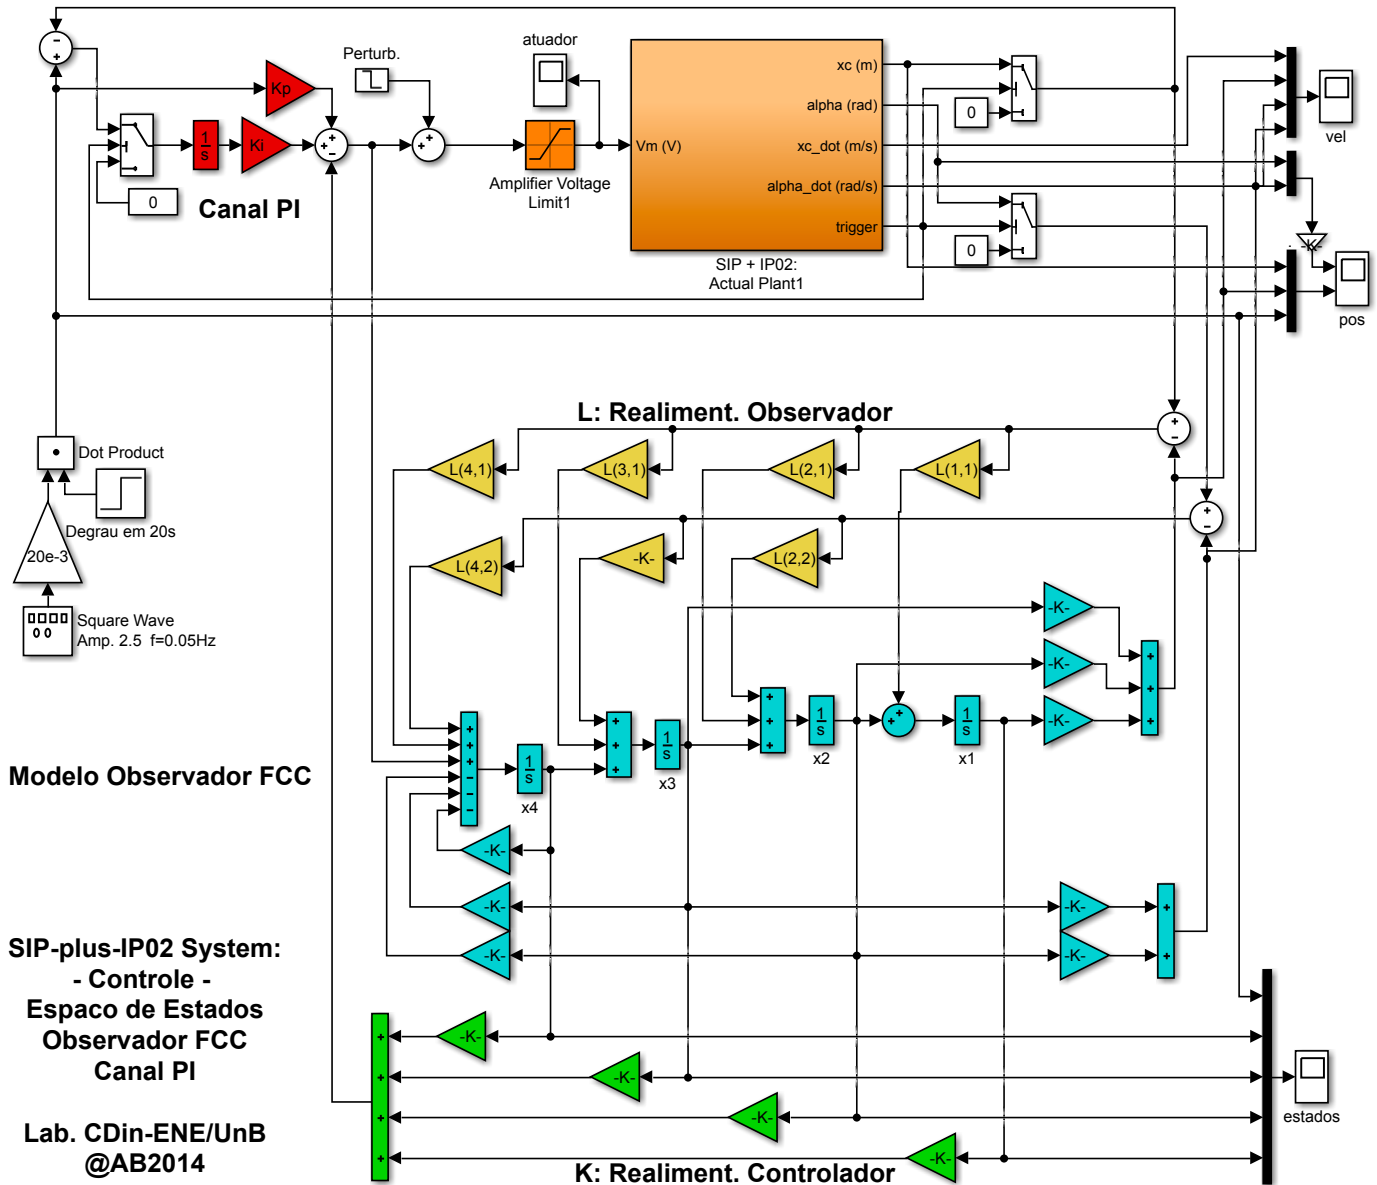 Perturb.
atuador
Kp
1
s
Ki
0
Canal PI
Amplifier Voltage
Limit1
Vm (V)
xc (m)
alpha (rad)
xc_dot (m/s)
alpha_dot (rad/s)
trigger
SIP + IP02:
Actual Plant1
0
0
vel
-K-
pos
L: Realiment. Observador
Dot Product
Degrau em 20s
20e-3
Square Wave
Amp. 2.5 f=0.05Hz
L(4,1)
L(3,1)
L(2,1)
L(1,1)
L(4,2)
-K-
L(2,2)
-K-
-K-
-K-
1
s
x4
1
s
x3
1
s
x2
1
s
x1
Modelo Observador FCC
-K-
-K-
-K-
-K-
-K-
SIP-plus-IP02 System:
- Controle -
Espaco de Estados
Observador FCC
Canal PI
Lab. CDin-ENE/UnB
@AB2014
-K-
-K-
-K-
-K-
estados
K: Realiment. Controlador